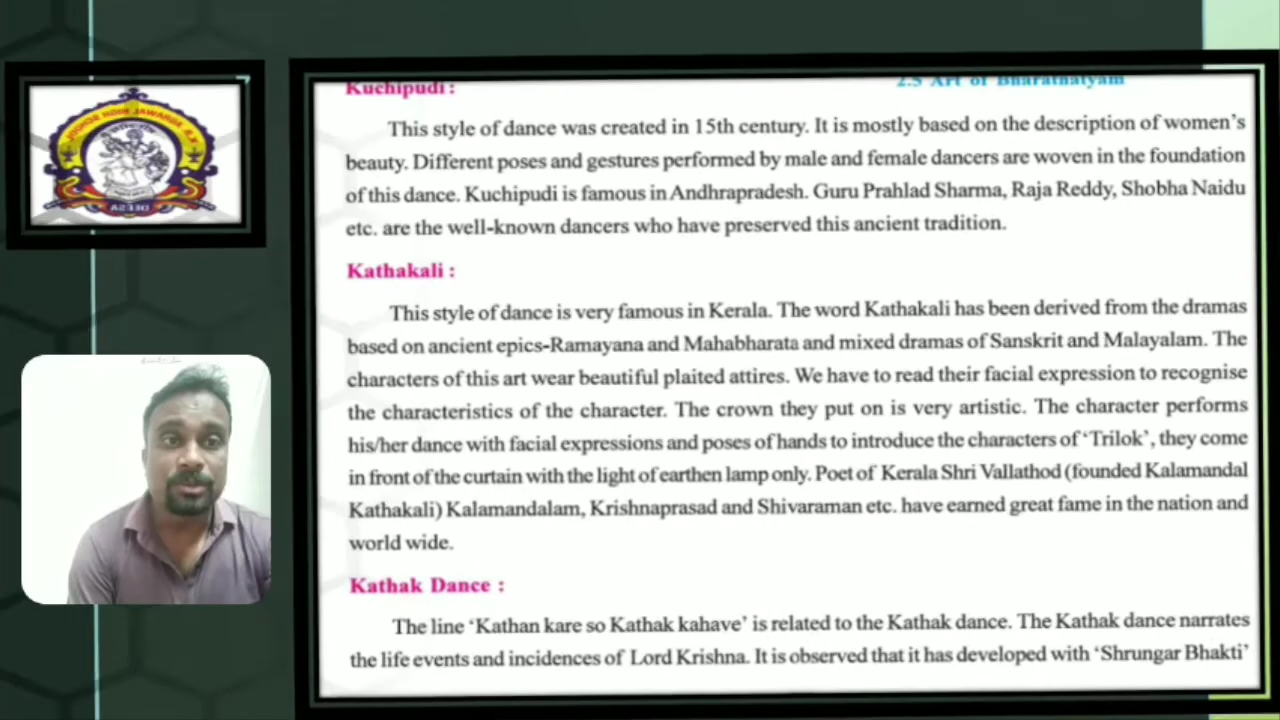 Kuchipudi :
2.5 Art of Bharathatyam
This style of dance was created in 15th century. It is mostly based on the description of women's
beauty. Different poses and gestures performed by male and female dancers are woven in the foundation
of this dance. Kuchipudi is famous in Andhrapradesh. Guru Prahlad Sharma, Raja Reddy, Shobha Naidu
etc. are the well-known dancers who have preserved this ancient tradition.
Kathakali :
This style of dance is very famous in Kerala. The word Kathakali has been derived from the dramas
based on ancient epics-Ramayana and Mahabharata and mixed dramas of Sanskrit and Malayalam. The
characters of this art wear beautiful plaited attires. We have to read their facial expression to recognise
the characteristics of the character. The crown they put on is very artistic. The character performs
his/her dance with facial expressions and poses of hands to introduce the characters of ‘Trilok’, they come
in front of the curtain with the light of earthen lamp only. Poet of Kerala Shri Vallathod (founded Kalamandal
Kathakali) Kalamandalam, Krishnaprasad and Shivaraman etc. have earned great fame in the nation and
world wide.
Kathak Dance :
The line ‘Kathan kare so Kathak kahave’ is related to the Kathak dance. The Kathak dance narrates
the life events and incidences of Lord Krishna. It is observed that it has developed with ‘Shrungar Bhakti’